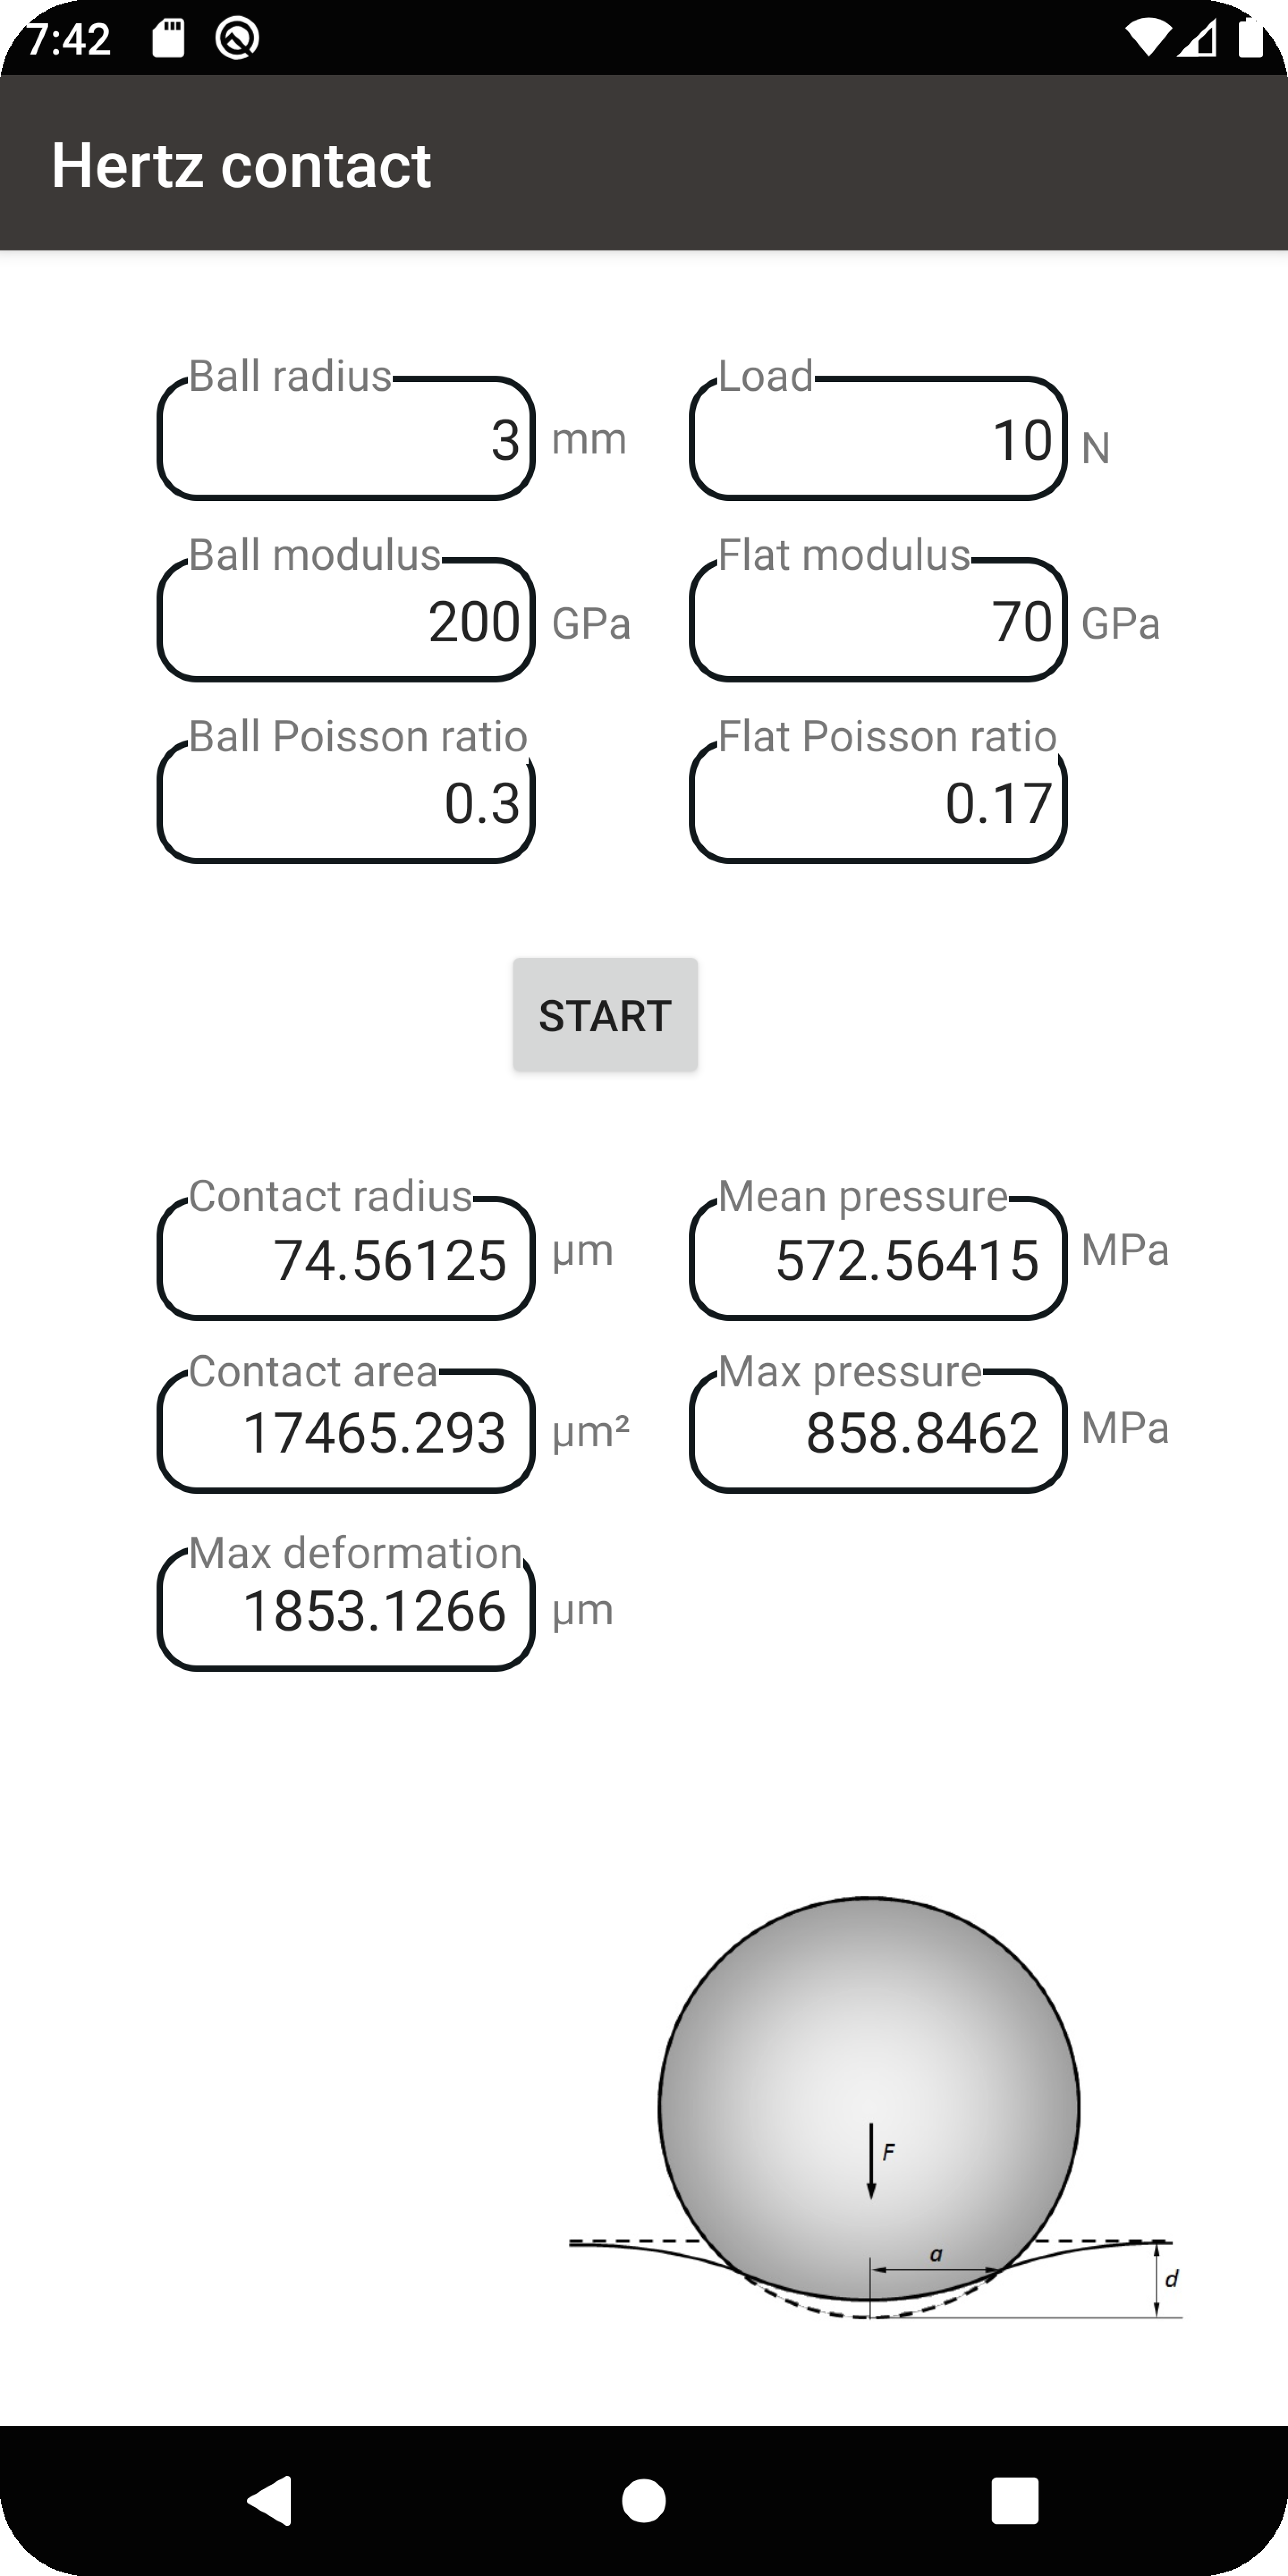 7:42
Hertz contact
Ball radius Load
3 mm 10 N
Ball modulus Flat modulus
200 GPa 70 GPa
Ball Poisson ratio Flat Poisson ratio
0.3 0.17
START
Contact radius Mean pressure
74.56125 µm 572.56415 MPa
Contact area Max pressure
17465.293 µm² 858.8462 MPa
Max deformation
1853.1266 µm
F
a
d